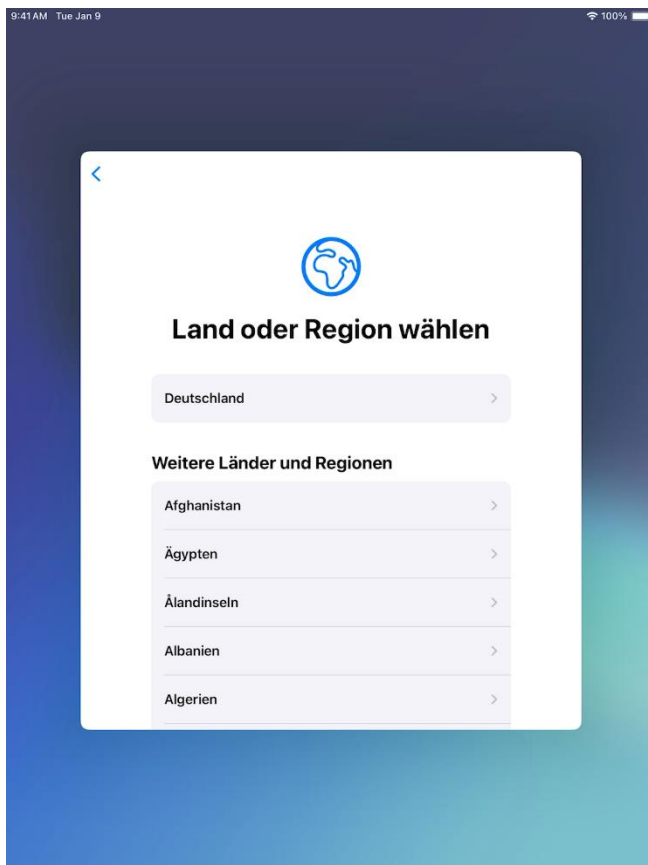 9:41 AM Tue Jan 9
100%
Land oder Region wählen
Deutschland
Weitere Länder und Regionen
Afghanistan
Ägypten
Ålandinseln
Albanien
Algerien